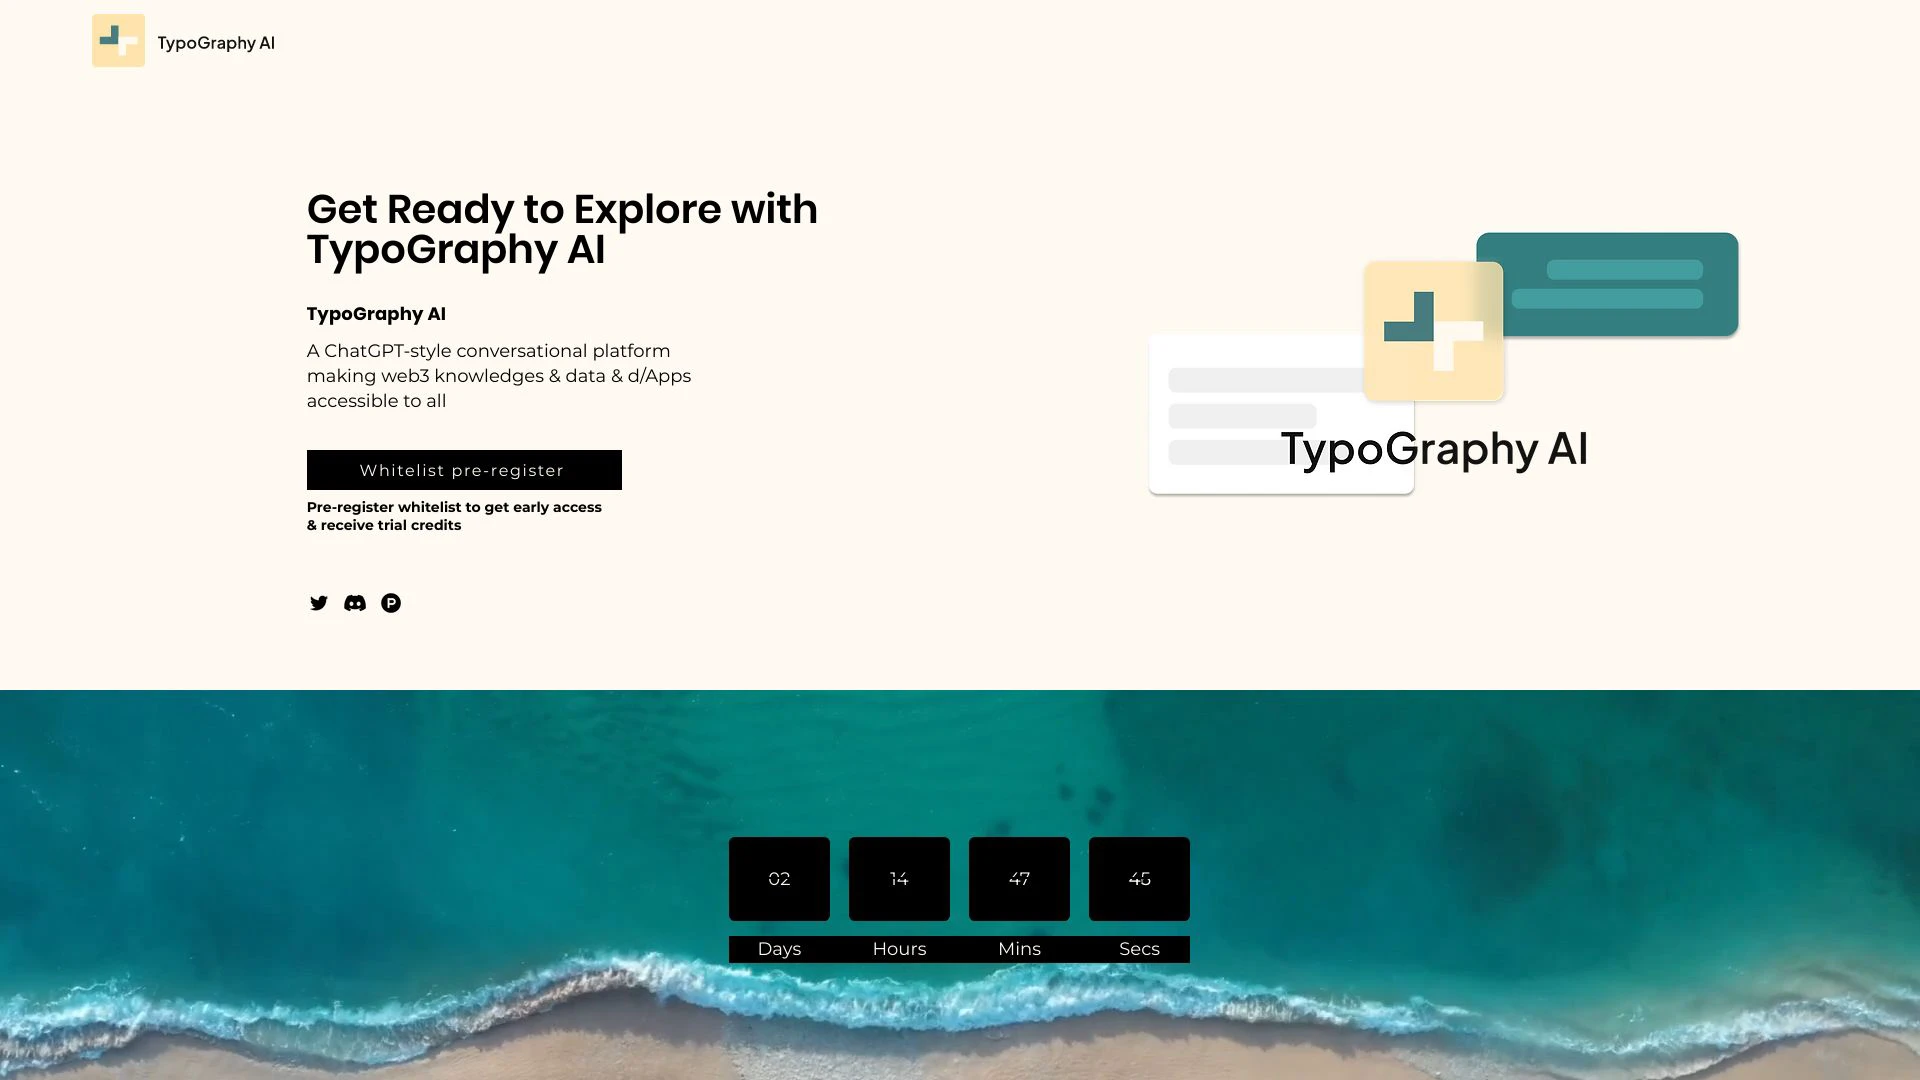 TypoGraphy AI
Get Ready to Explore with
TypoGraphy AI
TypoGraphy AI
A ChatGPT-style conversational platform
making web3 knowledges & data & d/Apps
accessible to all
Whitelist pre-register
Pre-register whitelist to get early access
& receive trial credits
TypoGraphy AI
02 14 47 45
Days Hours Mins Secs